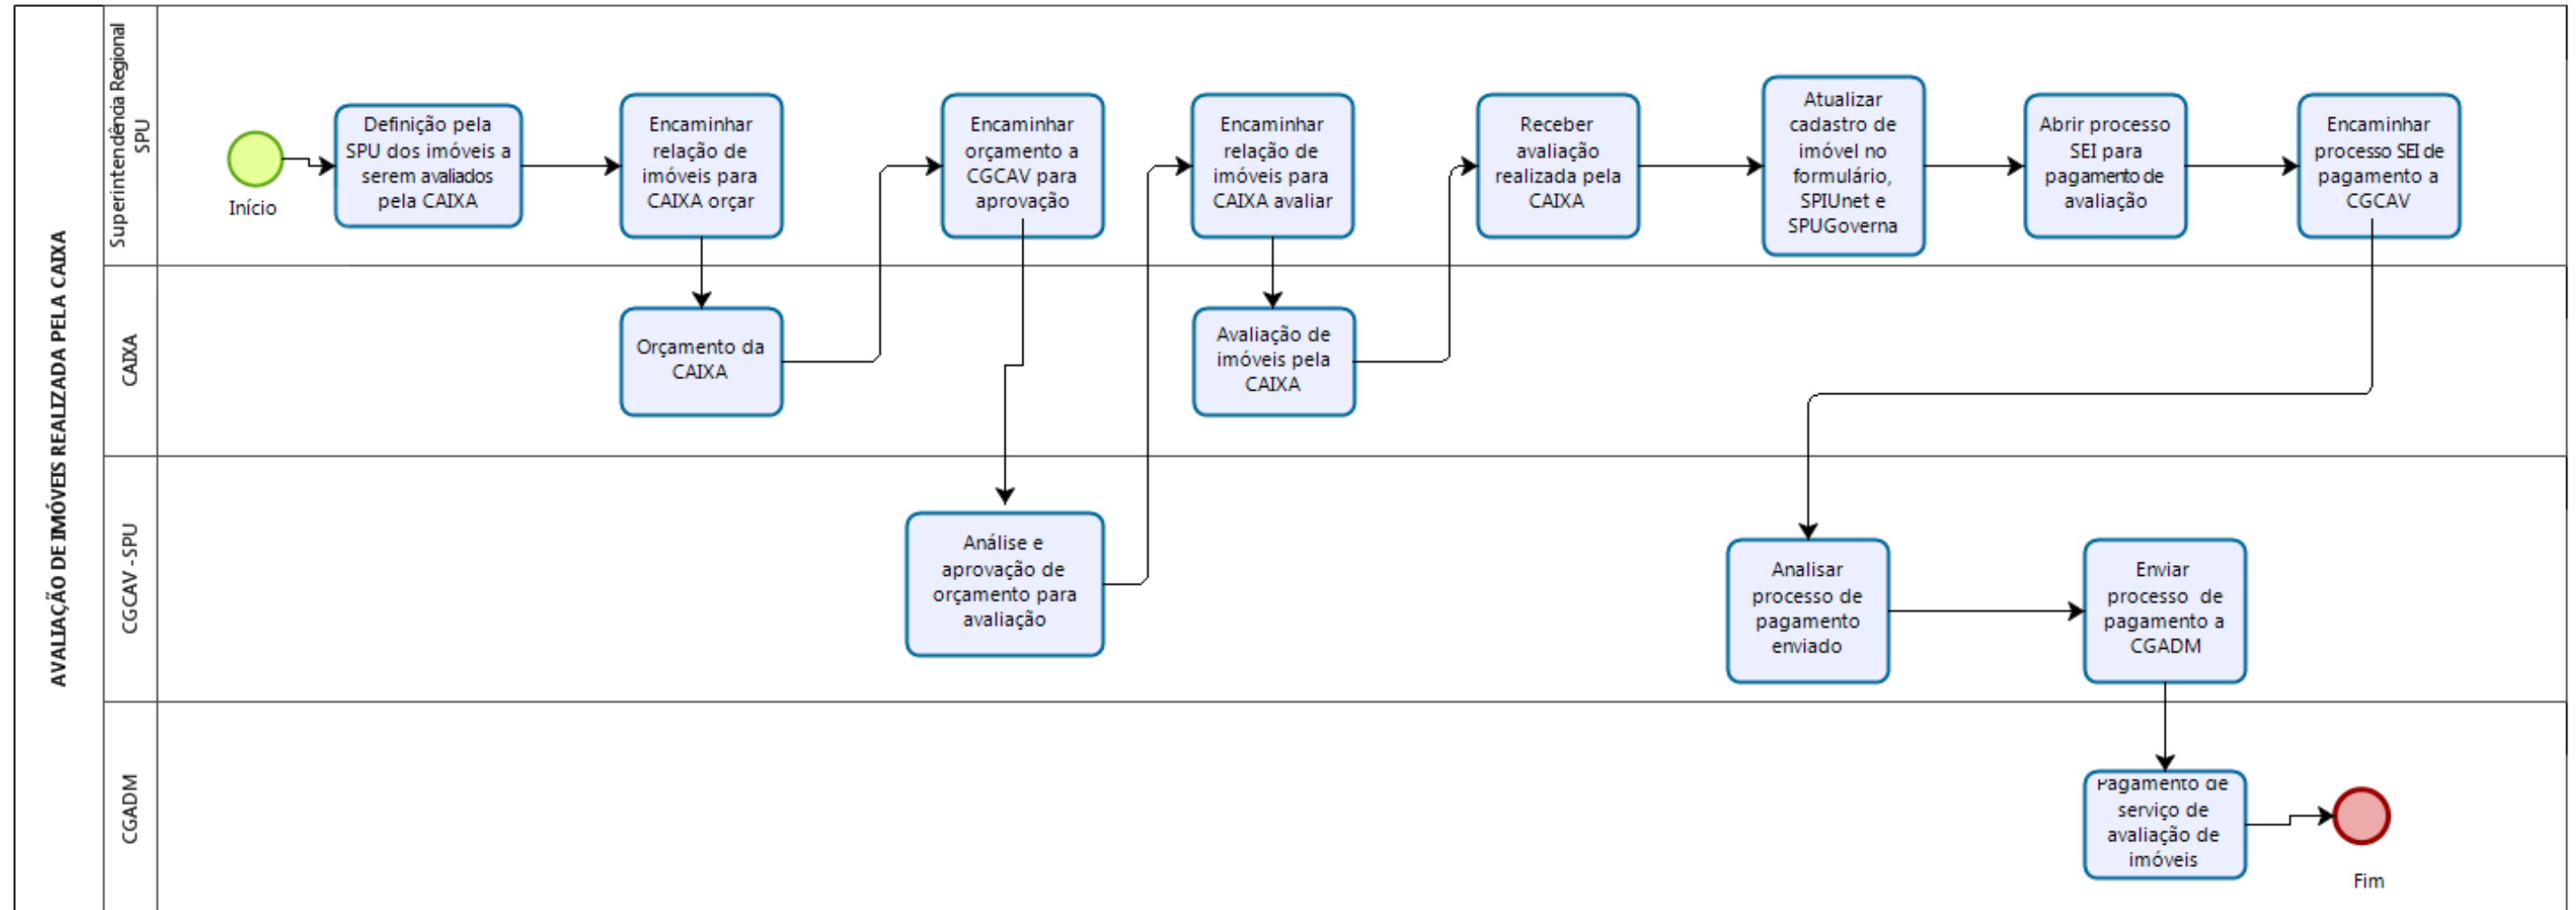 AVALIAÇÃO DE IMÓVEIS REALIZADA PELA CAIXA
Superintendência Regional
SPU
Início
Definição pela
SPU dos imóveis a
serem avaliados
pela CAIXA
Encaminhar
relação de
imóveis para
CAIXA orçar
Encaminhar
orçamento a
CGCAV para
aprovação
Encaminhar
relação de
imóveis para
CAIXA avaliar
Receber
avaliação
realizada pela
CAIXA
Atualizar
cadastro de
imóvel no
formulário,
SPIUnet e
SPUGoverna
Abrir processo
SEI para
pagamento de
avaliação
Encaminhar
processo SEI de
pagamento a
CGCAV
CAIXA
Orçamento da
CAIXA
Avaliação de
imóveis pela
CAIXA
CGCAV -SPU
Análise e
aprovação de
orçamento para
avaliação
Analisar
processo de
pagamento
enviado
Enviar
processo de
pagamento a
CGADM
CGADM
Pagamento de
serviço de
avaliação de
imóveis
Fim